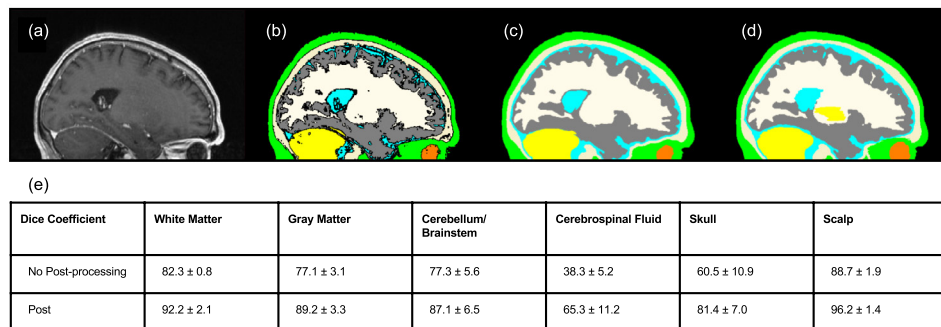 (a) (b) (c) (d)
(e)
Dice Coefficient White Matter Gray Matter Cerebellum/ Cerebrospinal Fluid Skull Scalp
Brainstem
No Post-processing 82.3 ± 0.8 77.1 ± 3.1 77.3 ± 5.6 38.3 ± 5.2 60.5 ± 10.9 88.7 ± 1.9
Post 92.2 ± 2.1 89.2 ± 3.3 87.1 ± 6.5 65.3 ± 11.2 81.4 ± 7.0 96.2 ± 1.4